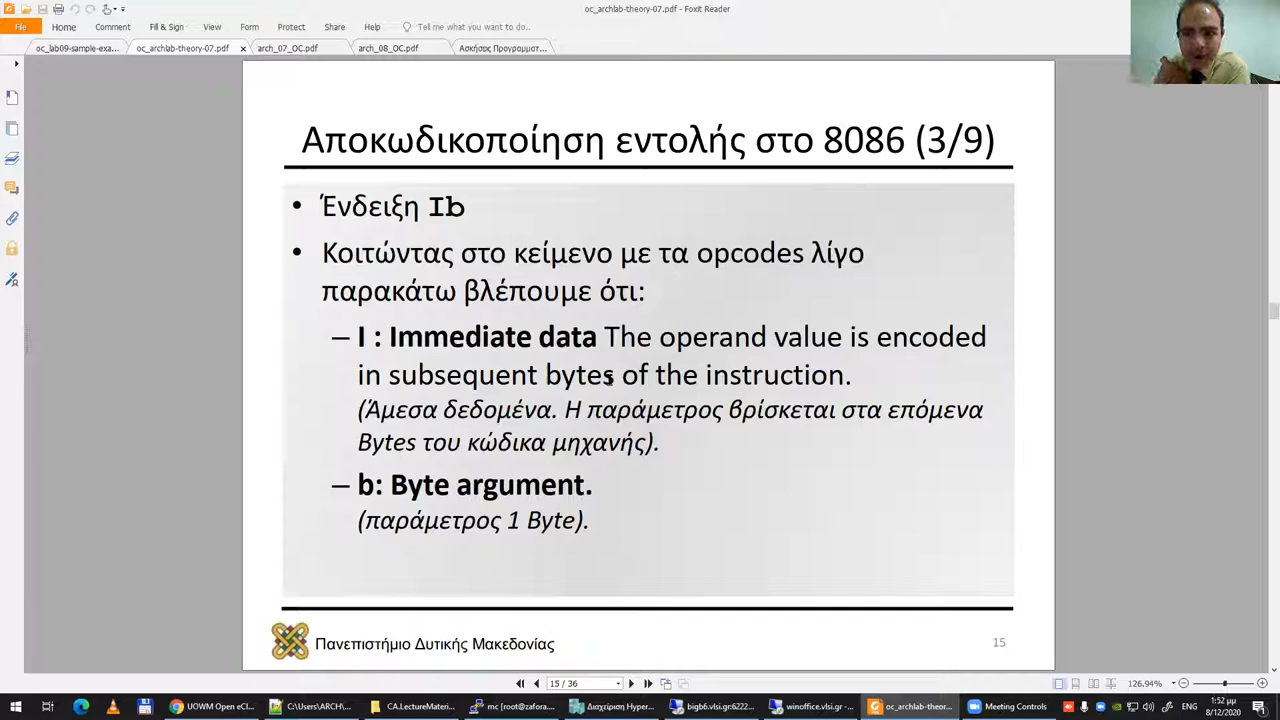 oc_archlab-theory-07.pdf - Foxit Reader
File
Home
Comment
Fill & Sign
View
Form
Protect
Share
Help
Tell me what you want to do..
oc_lab09-sample-exa...
oc_archlab-theory-07.pdf
arch_07_OC.pdf
arch_08_OC.pdf
Ασκήσεις Προγραμματ...
Αποκωδικοποίηση εντολής στο 8086 (3/9)
• Ένδειξη Ib
• Κοιτώντας στο κείμενο με τα opcodes λίγο
παρακάτω βλέπουμε ότι:
– I : Immediate data The operand value is encoded
in subsequent bytes of the instruction.
(Άμεσα δεδομένα. Η παράμετρος βρίσκεται στα επόμενα
Bytes του κώδικα μηχανής).
– b: Byte argument.
(παράμετρος 1 Byte).
Πανεπιστήμιο Δυτικής Μακεδονίας
15
15 / 36
126.94%
UOWM Open eCl...
C:\Users\ARCH\...
CA.LectureMateri...
mc [root@zafora....
Διαχείριση Hyper...
bigb6.vlsi.gr:6222...
winoffice.vlsi.gr - ...
oc_archlab-theor...
Meeting Controls
1:52 μμ
8/12/2020